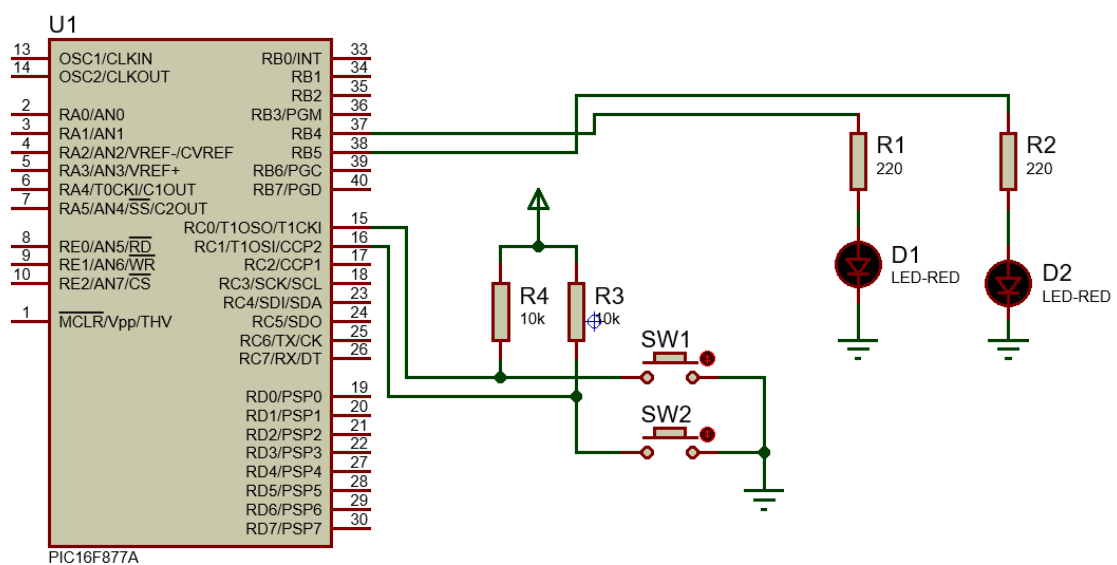 U1
13 OSC1/CLKIN RB0/INT 33
14 OSC2/CLKOUT RB1 34
RB2 35
2 RA0/AN0 RB3/PGM 36
3 RA1/AN1 RB4 37
4 RA2/AN2/VREF-/CVREF RB5 38
5 RA3/AN3/VREF+ RB6/PGC 39
6 RA4/T0CKI/C1OUT RB7/PGD 40
7 RA5/AN4/SS/C2OUT
RC0/T1OSO/T1CKI 15
8 RE0/AN5/RD RC1/T1OSI/CCP2 16
9 RE1/AN6/WR RC2/CCP1 17
10 RE2/AN7/CS RC3/SCK/SCL 18
RC4/SDI/SDA 23
1 MCLR/Vpp/THV RC5/SDO 24
RC6/TX/CK 25
RC7/RX/DT 26
RD0/PSP0 19
RD1/PSP1 20
RD2/PSP2 21
RD3/PSP3 22
RD4/PSP4 27
RD5/PSP5 28
RD6/PSP6 29
RD7/PSP7 30
PIC16F877A
R1
220
R2
220
D1
LED-RED
D2
LED-RED
R4
10k
R3
10k
SW1
SW2